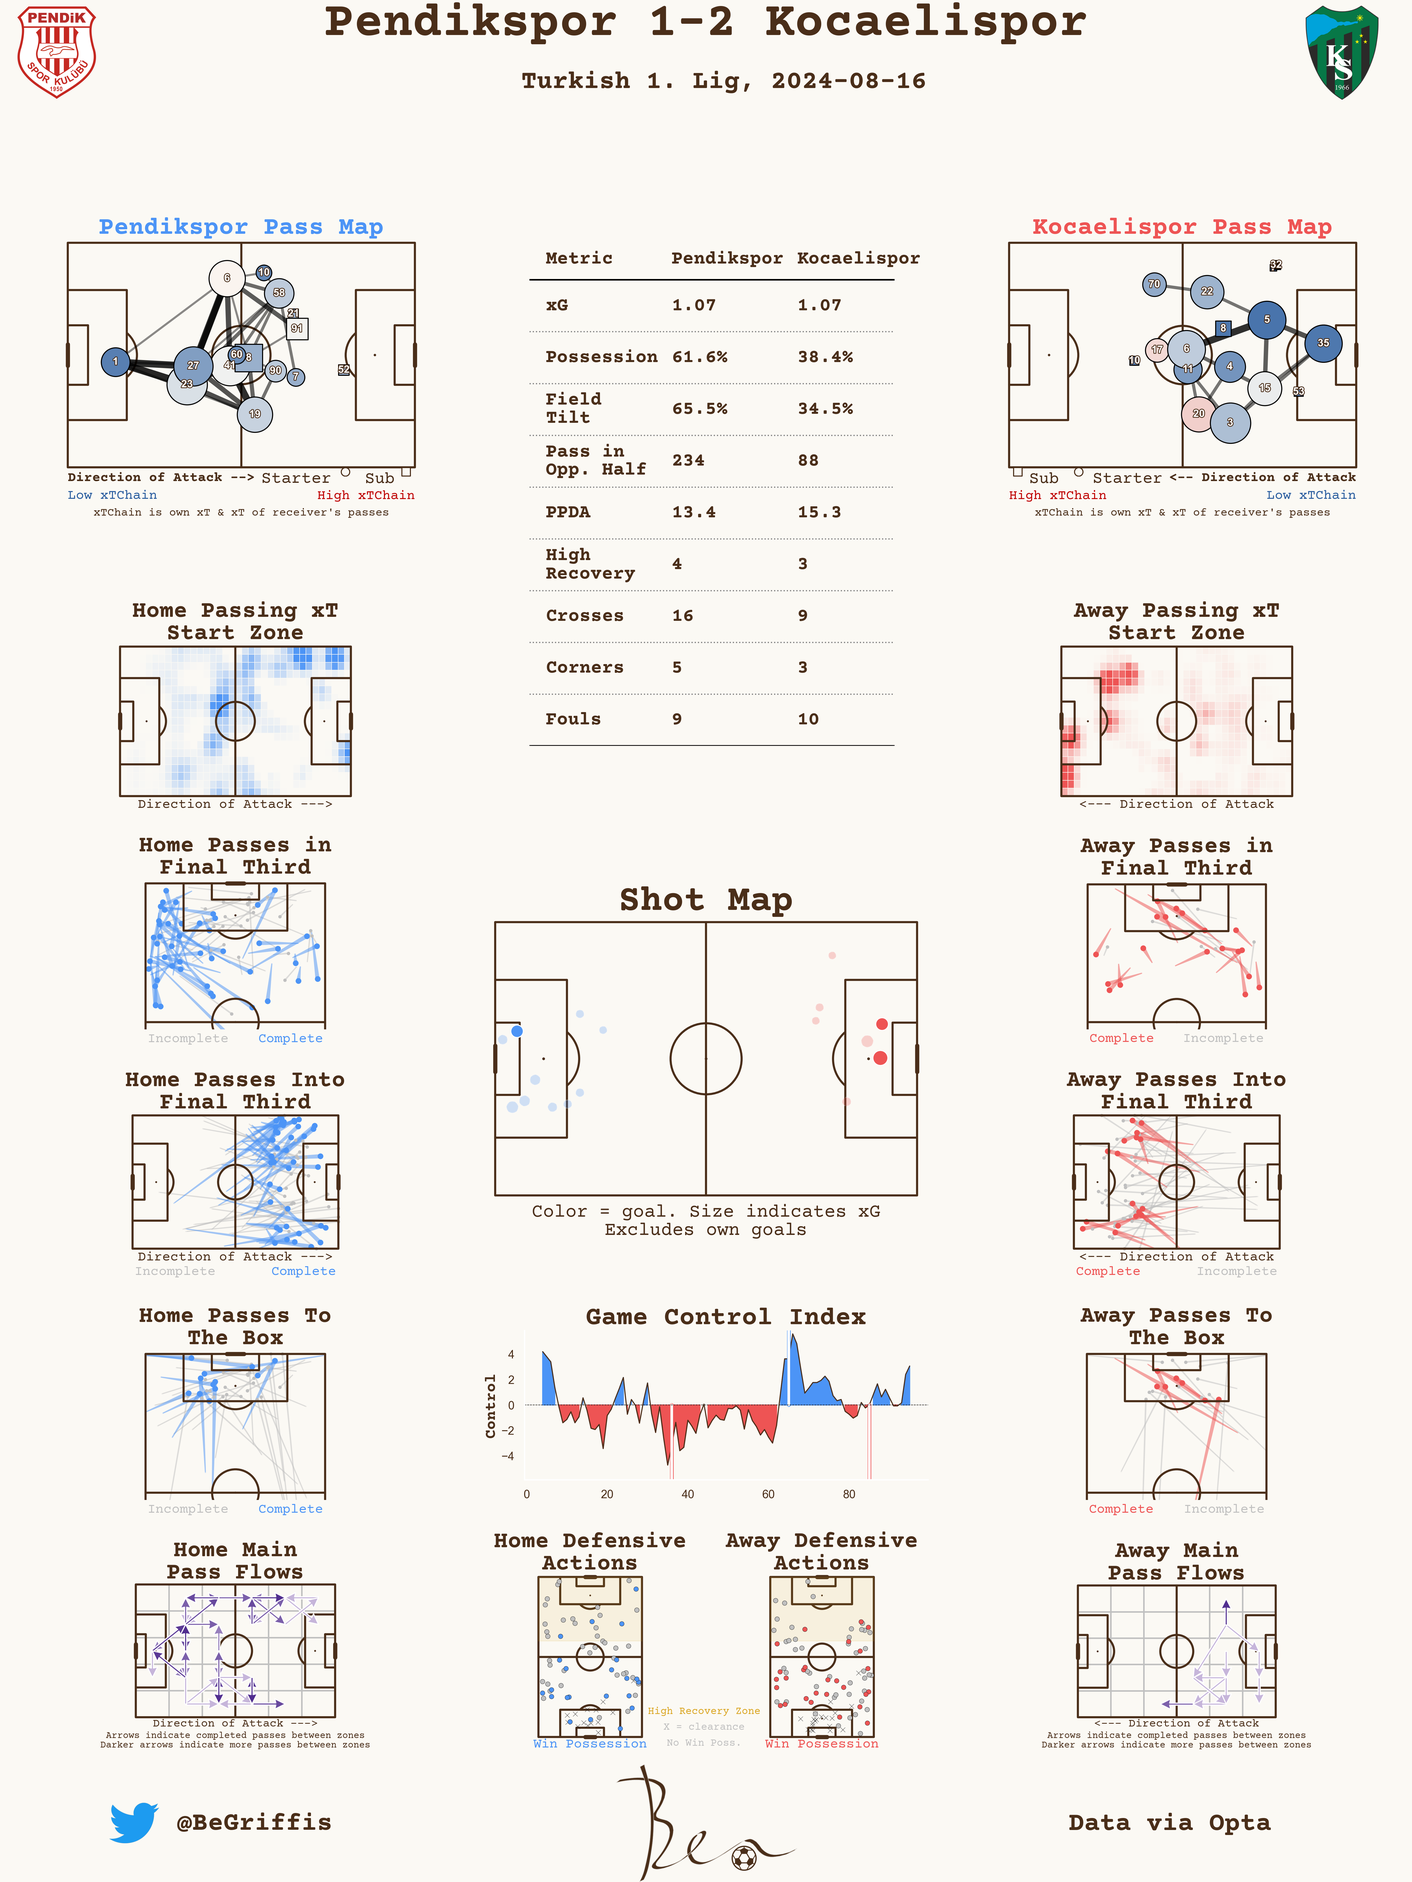 Pendikspor 1-2 Kocaelispor
Turkish 1. Lig, 2024-08-16
PENDiK
SPOR KULÜBÜ
1950
KS
1966
Pendikspor Pass Map
6
10
58
21
91
1
27
60
8
41
23
90
7
52
19
Direction of Attack --> Starter Sub
Low xTChain High xTChain
xTChain is own xT & xT of receiver's passes
Metric Pendikspor Kocaelispor
xG 1.07 1.07
Possession 61.6% 38.4%
Field
Tilt 65.5% 34.5%
Pass in
Opp. Half 234 88
PPDA 13.4 15.3
High
Recovery 4 3
Crosses 16 9
Corners 5 3
Fouls 9 10
Kocaelispor Pass Map
32
70
22
5
8
35
17
6
10
11
4
15
53
20
3
Sub Starter <-- Direction of Attack
High xTChain Low xTChain
xTChain is own xT & xT of receiver's passes
Home Passing xT
Start Zone
Direction of Attack --->
Away Passing xT
Start Zone
<--- Direction of Attack
Home Passes in
Final Third
Incomplete Complete
Away Passes in
Final Third
Complete Incomplete
Shot Map
Color = goal. Size indicates xG
Excludes own goals
Home Passes Into
Final Third
Direction of Attack --->
Incomplete Complete
Away Passes Into
Final Third
<--- Direction of Attack
Complete Incomplete
Home Passes To
The Box
Incomplete Complete
Game Control Index
Control
4
2
0
−2
−4
0 20 40 60 80
Away Passes To
The Box
Complete Incomplete
Home Main
Pass Flows
Direction of Attack --->
Arrows indicate completed passes between zones
Darker arrows indicate more passes between zones
Home Defensive
Actions
Win Possession
Away Defensive
Actions
Win Possession
High Recovery Zone
X = clearance
No Win Poss.
Away Main
Pass Flows
<--- Direction of Attack
Arrows indicate completed passes between zones
Darker arrows indicate more passes between zones
@BeGriffis
Ben
Data via Opta